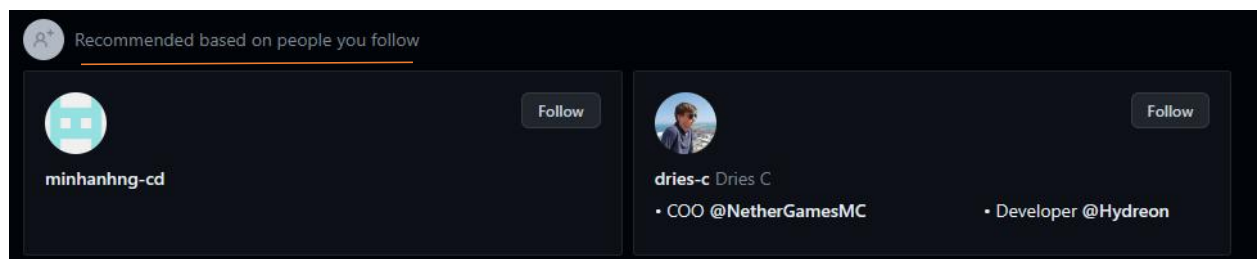 Recommended based on people you follow
Follow
minhanhng-cd
Follow
dries-c Dries C
• COO @NetherGamesMC • Developer @Hydreon